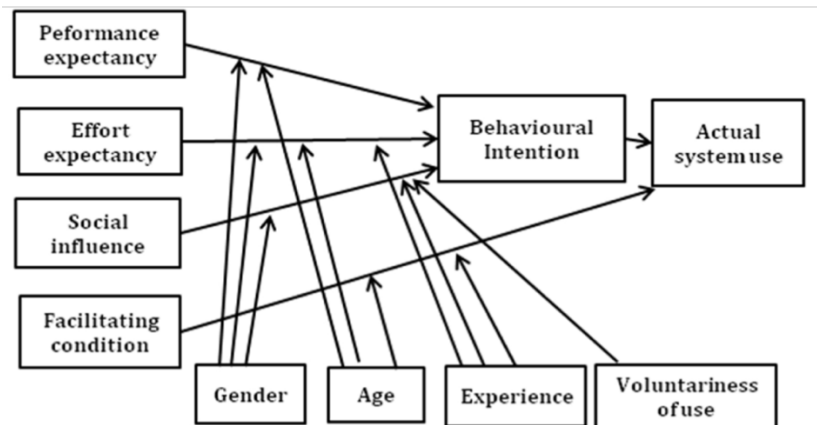 Peformance
expectancy
Effort
expectancy
Social
influence
Facilitating
condition
Behavioural
Intention
Actual
system use
Gender
Age
Experience
Voluntariness
of use